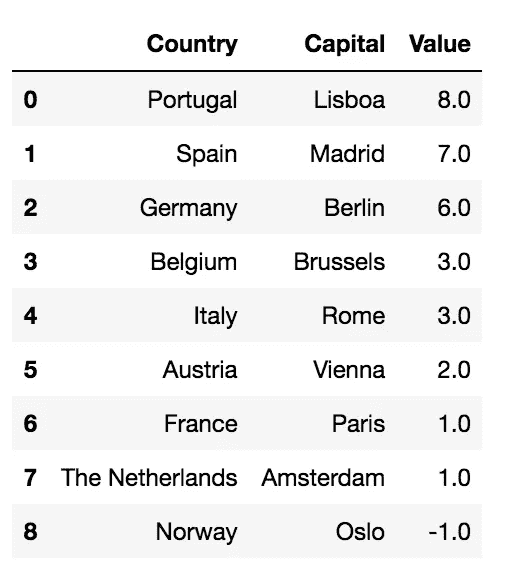 Country Capital Value
0 Portugal Lisboa 8.0
1 Spain Madrid 7.0
2 Germany Berlin 6.0
3 Belgium Brussels 3.0
4 Italy Rome 3.0
5 Austria Vienna 2.0
6 France Paris 1.0
7 The Netherlands Amsterdam 1.0
8 Norway Oslo -1.0